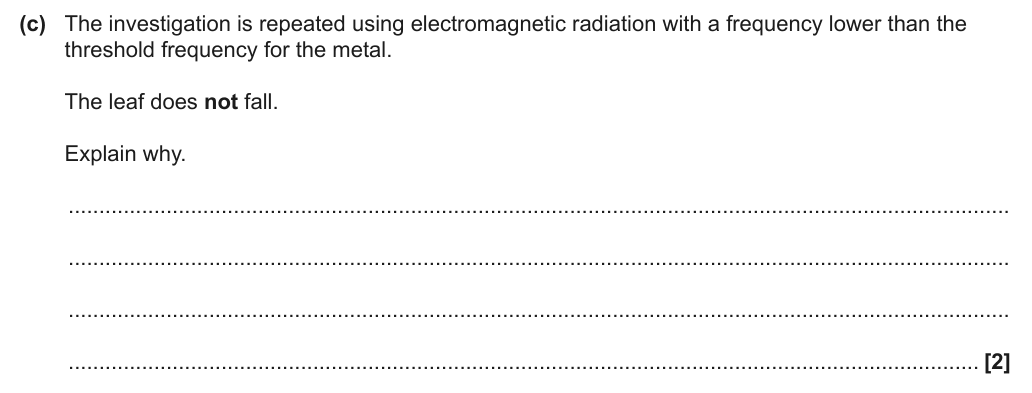 (c) The investigation is repeated using electromagnetic radiation with a frequency lower than the
threshold frequency for the metal.
The leaf does not fall.
Explain why.
..........................................................................................................................................................
..........................................................................................................................................................
..........................................................................................................................................................
..................................................................................................................................................... [2]